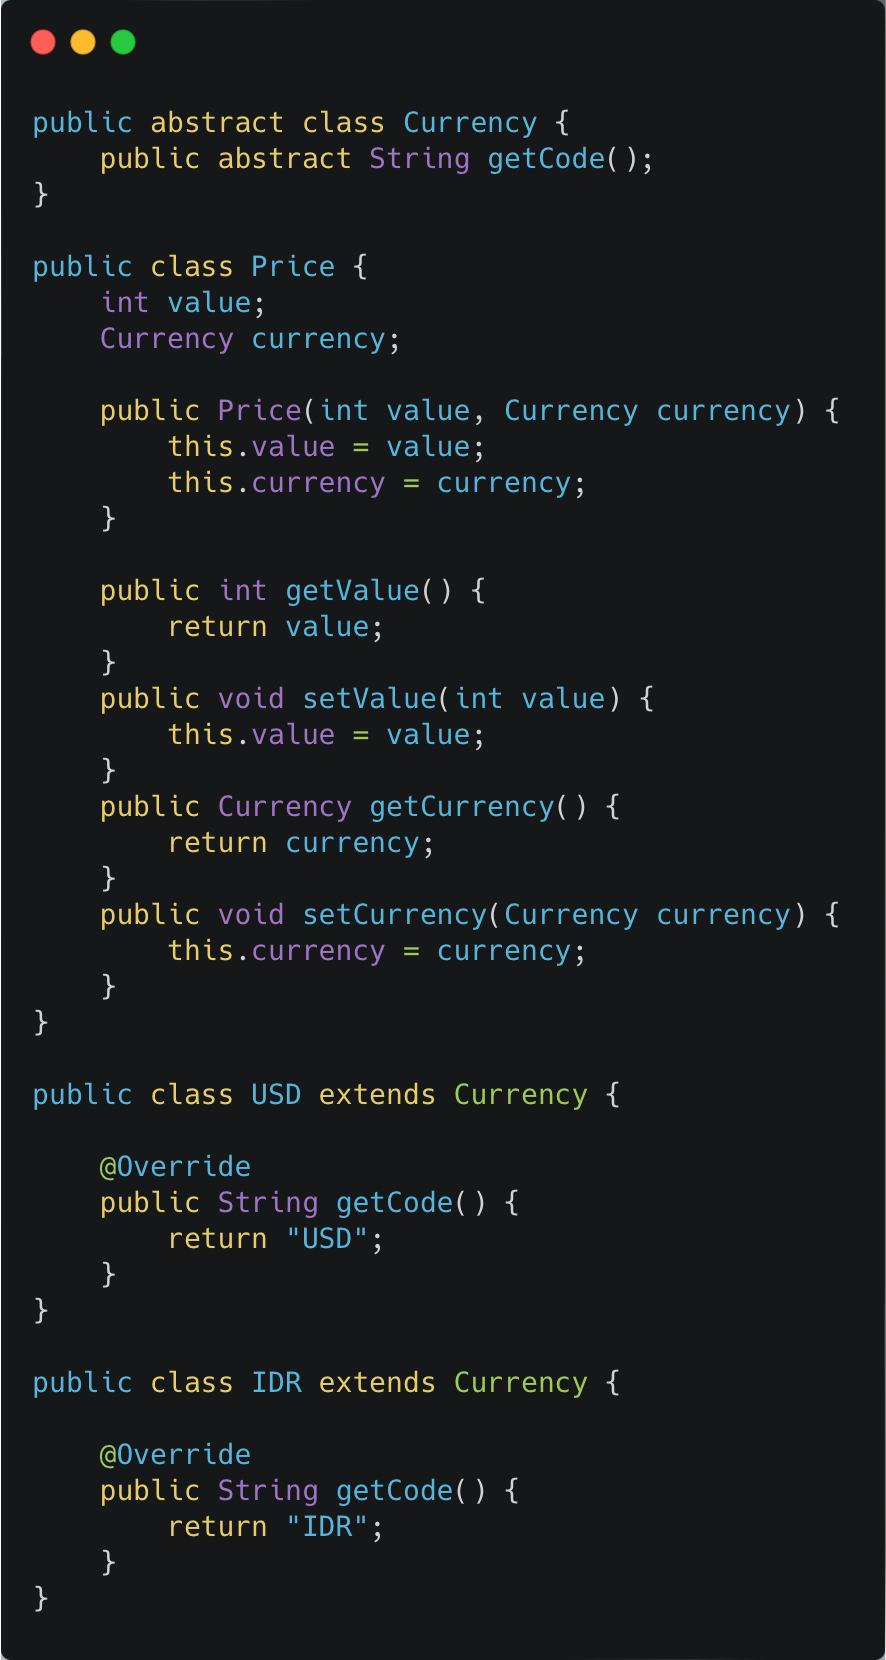 public abstract class Currency {
    public abstract String getCode();
}

public class Price {
    int value;
    Currency currency;

    public Price(int value, Currency currency) {
        this.value = value;
        this.currency = currency;
    }

    public int getValue() {
        return value;
    }
    public void setValue(int value) {
        this.value = value;
    }
    public Currency getCurrency() {
        return currency;
    }
    public void setCurrency(Currency currency) {
        this.currency = currency;
    }
}

public class USD extends Currency {

    @Override
    public String getCode() {
        return "USD";
    }
}

public class IDR extends Currency {

    @Override
    public String getCode() {
        return "IDR";
    }
}